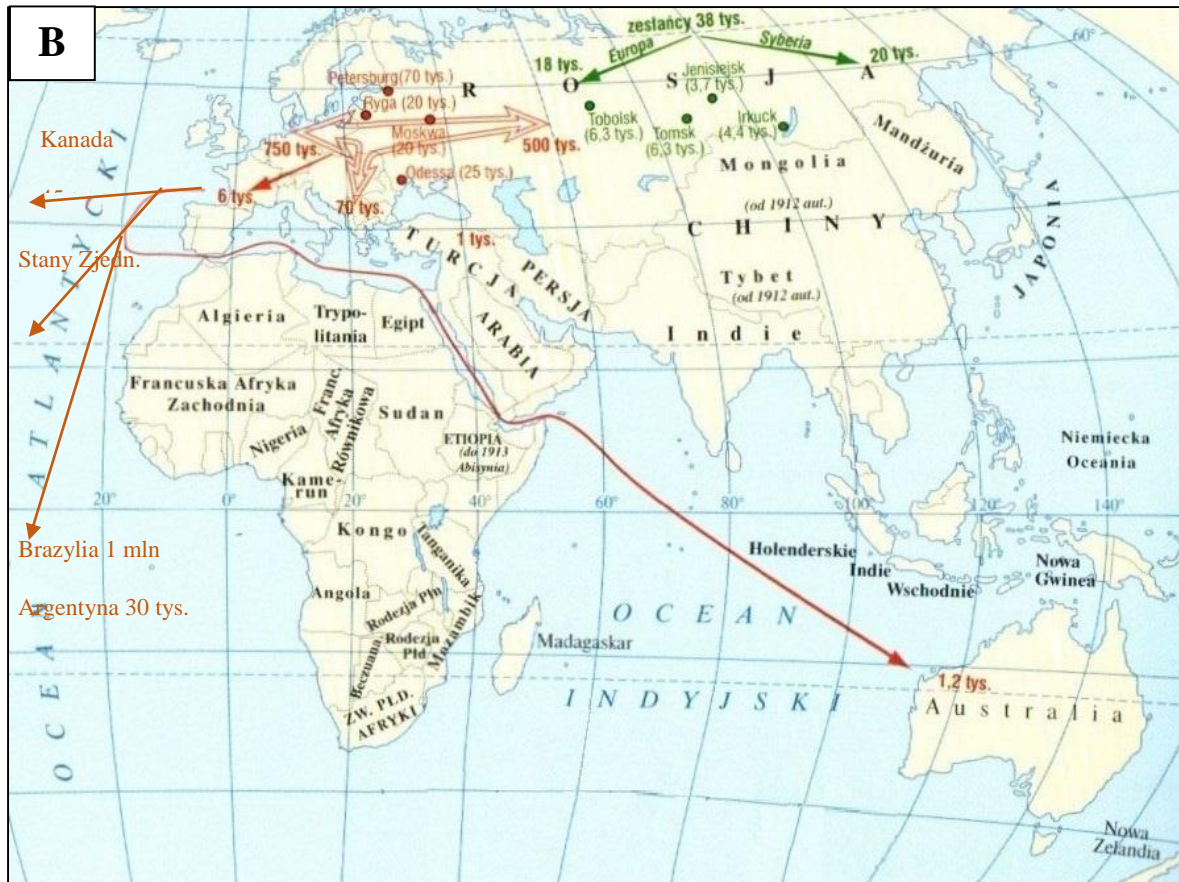 B
zesłańcy 38 tys.
Europa
Syberia
18 tys.
20 tys.
60°
R O S J A
Petersburg (70 tys.)
Ryga (20 tys.)
Moskwa
(20 tys.)
Odessa (25 tys.)
Jenisiejsk
(3,7 tys.)
Tobolsk
(6,3 tys.)
Tomsk
(6,3 tys.)
Irkuck
(4,4 tys.)
750 tys.
500 tys.
6 tys.
70 tys.
1 tys.
Kanada
Stany Zjedn.
Brazylia 1 mln
Argentyna 30 tys.
OCEAN ATLANTYCKI
Mongolia
(od 1912 aut.)
Mandżuria
CHINY
Tybet
(od 1912 aut.)
JAPONIA
TURCJA
PERSJA
ARABIA
Indie
Algieria
Trypo-
litania
Egipt
Francuska Afryka
Zachodnia
Franc.
Afryka
Równikowa
Sudan
Nigeria
ETIOPIA
(do 1913
Abisynia)
Kame-
run
Niemiecka
Oceania
20°
0°
20°
40°
60°
80°
100°
120°
140°
Kongo
Tanganika
Angola
Rodezja Płn
Rodezja
Płd.
Mozambik
Beczuana
ZW. PŁD.
AFRYKI
Madagaskar
Holenderskie
Indie
Wschodnie
Nowa
Gwinea
OCEAN
INDYJSKI
1,2 tys.
Australia
Nowa
Zelandia